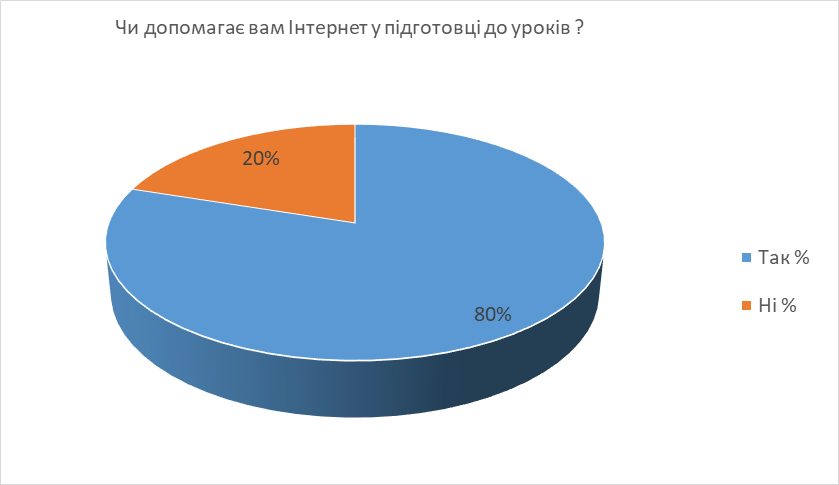 Чи допомагає вам Інтернет у підготовці до уроків ?
20%
80%
Так %
Ні %